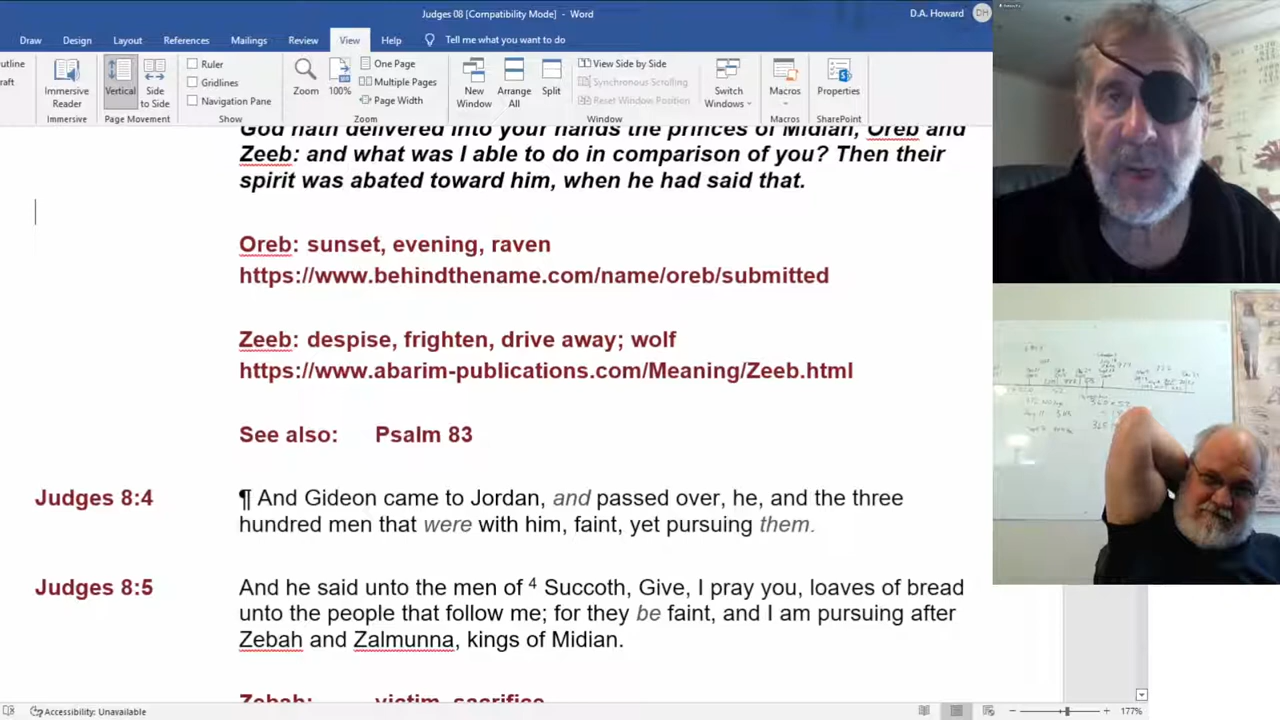 Judges 08 [Compatibility Mode] - Word
D.A. Howard DH
Draw Design Layout References Mailings Review View Help Tell me what you want to do
utline
raft
Immersive Reader
Immersive
Vertical
Side to Side
Page Movement
Ruler
Gridlines
Navigation Pane
Show
Zoom
100%
One Page
Multiple Pages
Page Width
Zoom
New Window
Arrange All
Split
View Side by Side
Synchronous Scrolling
Reset Window Position
Window
Switch Windows
Macros
Macros
Properties
SharePoint
God hath delivered into your hands the princes of Midian, Oreb and
Zeeb: and what was I able to do in comparison of you? Then their
spirit was abated toward him, when he had said that.
Oreb: sunset, evening, raven
https://www.behindthename.com/name/oreb/submitted
Zeeb: despise, frighten, drive away; wolf
https://www.abarim-publications.com/Meaning/Zeeb.html
See also: Psalm 83
Judges 8:4 ¶ And Gideon came to Jordan, and passed over, he, and the three
hundred men that were with him, faint, yet pursuing them.
Judges 8:5 And he said unto the men of 4 Succoth, Give, I pray you, loaves of bread
unto the people that follow me; for they be faint, and I am pursuing after
Zebah and Zalmunna, kings of Midian.
Zebah: victim, sacrifice
Accessibility: Unavailable
177%